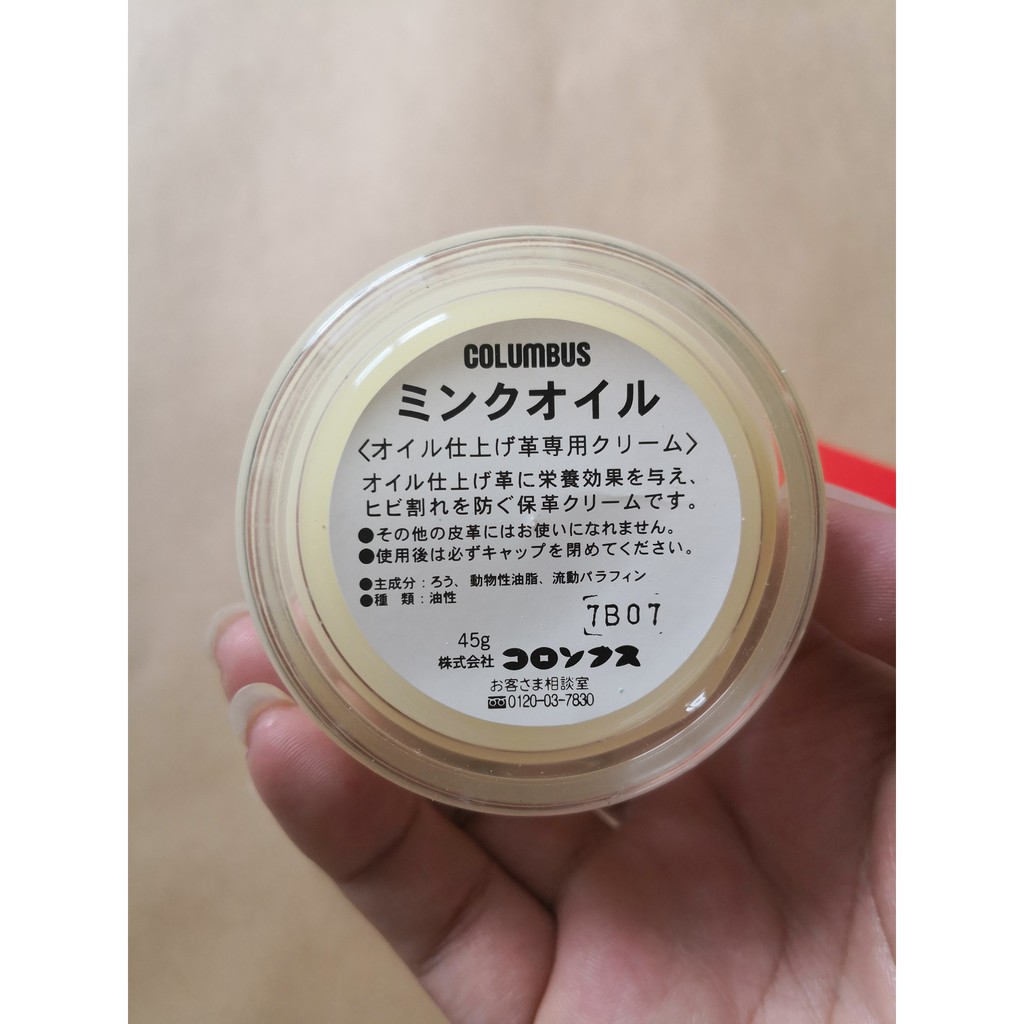 COLUMBUS
ミンクオイル
〈オイル仕上げ革専用クリーム〉
オイル仕上げ革に栄養効果を与え、
ヒビ割れを防ぐ保革クリームです。
●その他の皮革にはお使いになれません。
●使用後は必ずキャップを閉めてください。
●主成分：ろう、動物性油脂、流動パラフィン
●種　類：油性
7B07
45g
株式会社 コロンブス
お客さま相談室
0120-03-7830